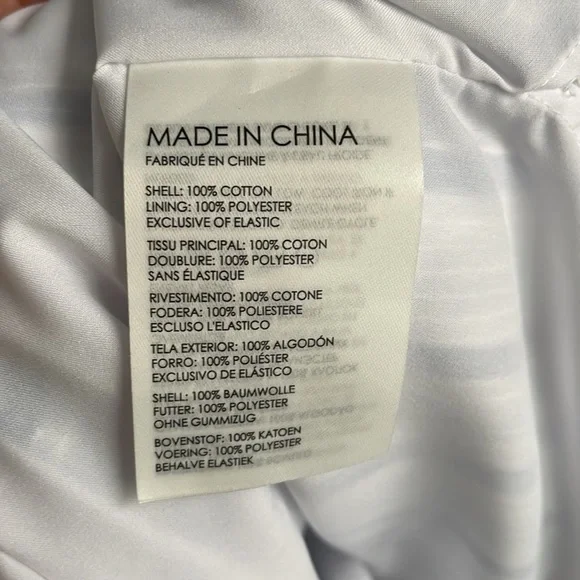 MADE IN CHINA
FABRIQUÉ EN CHINE
SHELL: 100% COTTON
LINING: 100% POLYESTER
EXCLUSIVE OF ELASTIC
TISSU PRINCIPAL: 100% COTON
DOUBLURE: 100% POLYESTER
SANS ÉLASTIQUE
RIVESTIMENTO: 100% COTONE
FODERA: 100% POLIESTERE
ESCLUSO L'ELASTICO
TELA EXTERIOR: 100% ALGODÓN
FORRO: 100% POLIÉSTER
EXCLUSIVO DE ELÁSTICO
SHELL: 100% BAUMWOLLE
FUTTER: 100% POLYESTER
OHNE GUMMIZUG
BOVENSTOF: 100% KATOEN
VOERING: 100% POLYESTER
BEHALVE ELASTIEK